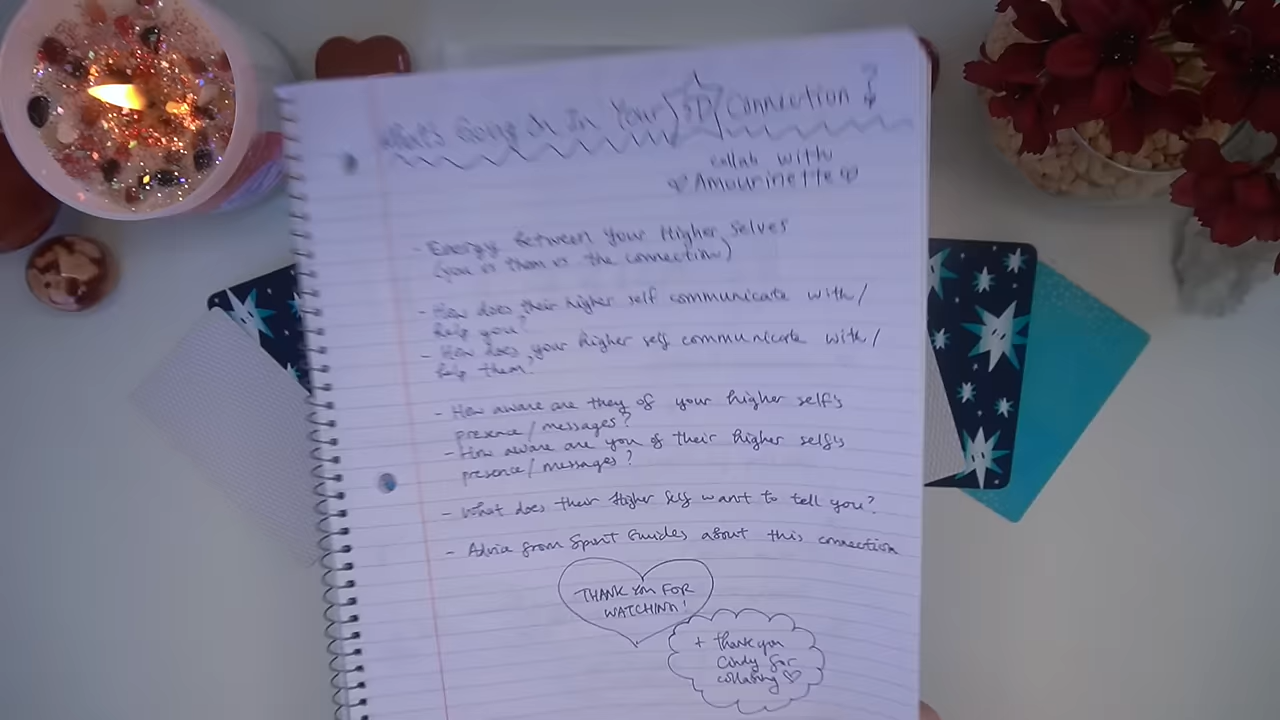 What's Going On In Your 5D Connection ?
collab with
♡ Amourinette ♡
- Energy Between Your Higher Selves
(you vs them vs the connection)
- How does their higher self communicate with/
help you?
- How does your higher self communicate with/
help them?
- How aware are they of your higher self's
presence/messages?
- How aware are you of their higher self's
presence/messages?
- What does their Higher Self want to tell you?
- Advice from Spirit Guides about this connection
THANK YOU FOR
WATCHING!
+ thank you
Cindy for
collabing ♡